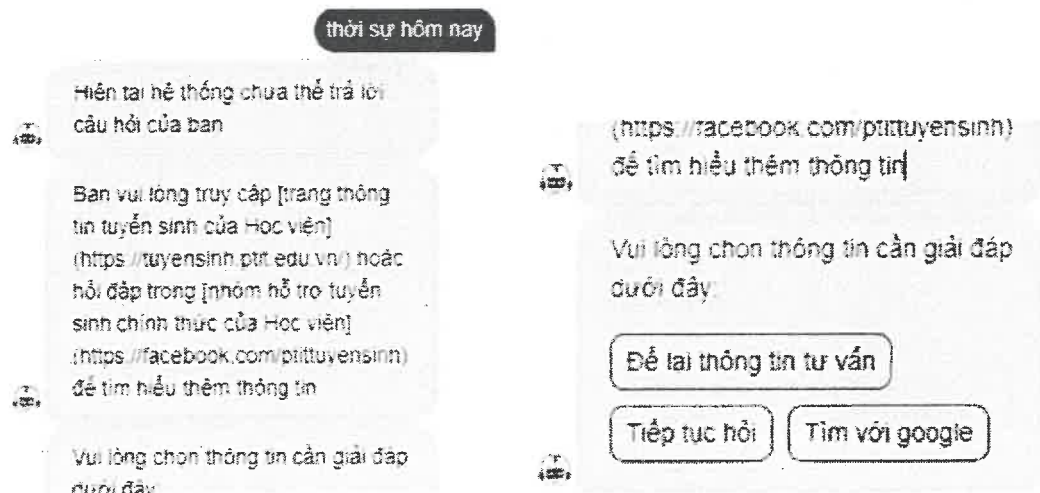 thời sự hôm nay
Hiện tại hệ thống chưa thể trả lời
câu hỏi của bạn
Bạn vui lòng truy cập [trang thông
tin tuyển sinh của Học viện]
(https://tuyensinh.ptit.edu.vn/) hoặc
hỏi đáp trong [nhóm hỗ trợ tuyển
sinh chính thức của Học viện]
(https://facebook.com/ptittuyensinh)
để tìm hiểu thêm thông tin
Vui lòng chọn thông tin cần giải đáp
dưới đây
(https://facebook.com/ptittuyensinh)
để tìm hiểu thêm thông tin
Vui lòng chọn thông tin cần giải đáp
dưới đây:
Để lại thông tin tư vấn
Tiếp tục hỏi
Tìm với google